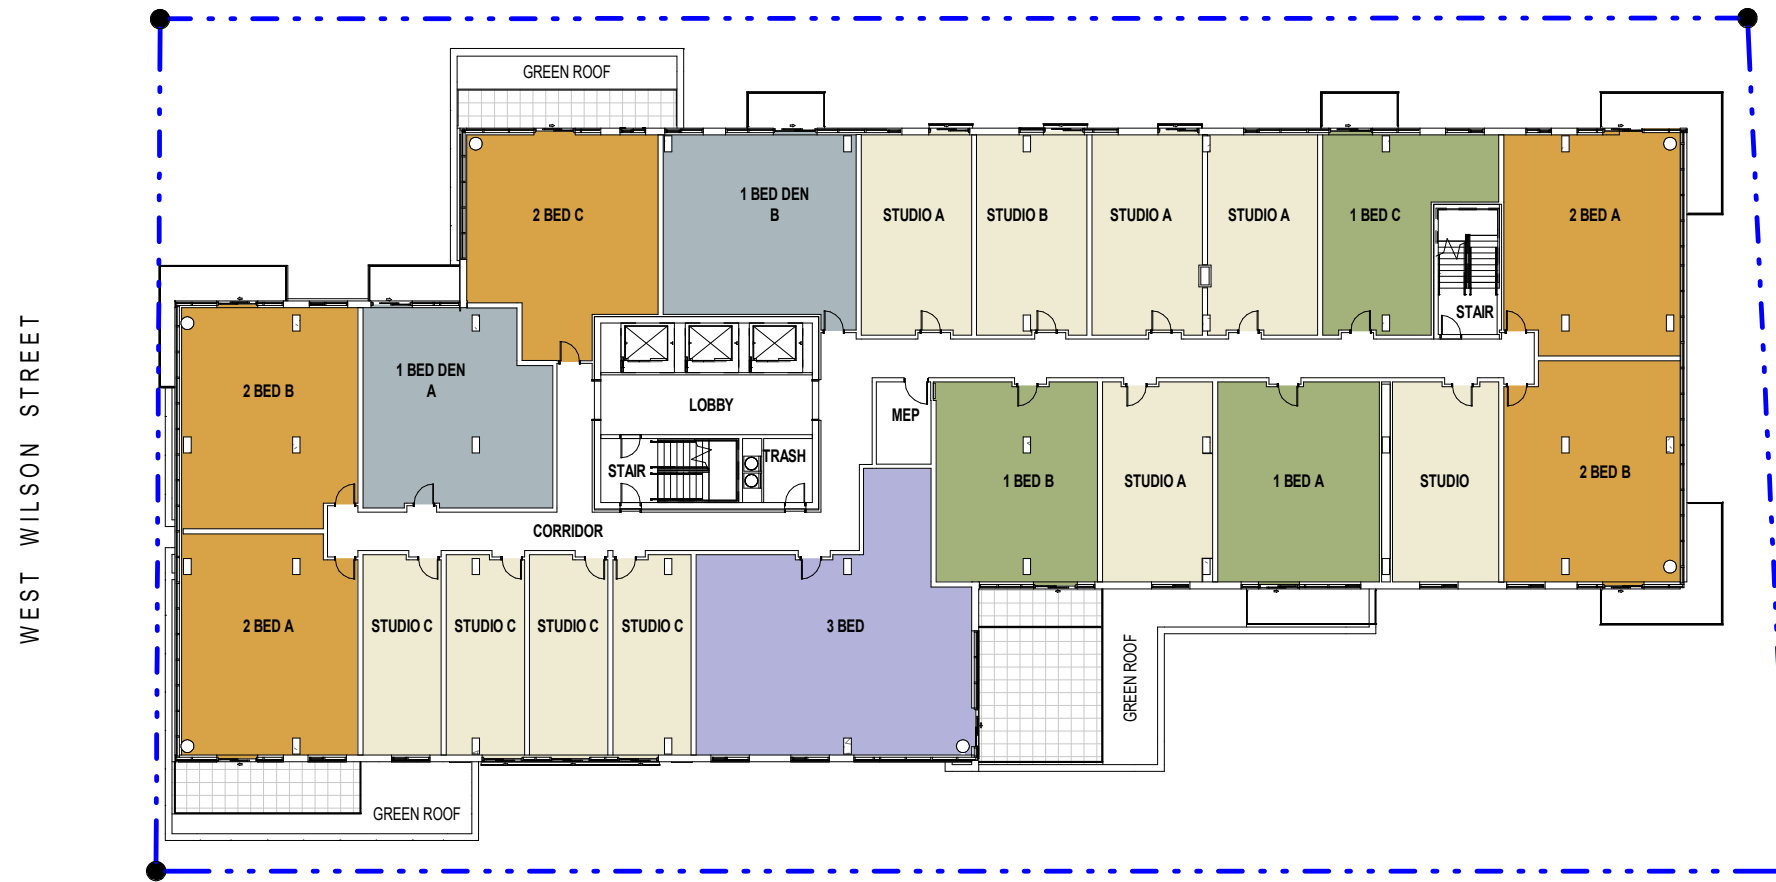 GREEN ROOF
1 BED DEN
B
2 BED C
STUDIO A
STUDIO B
STUDIO A
STUDIO A
1 BED C
2 BED A
STAIR
WEST WILSON STREET
2 BED B
1 BED DEN
A
LOBBY
MEP
STAIR
TRASH
1 BED B
STUDIO A
1 BED A
STUDIO
2 BED B
CORRIDOR
2 BED A
STUDIO C
STUDIO C
STUDIO C
STUDIO C
3 BED
GREEN ROOF
GREEN ROOF